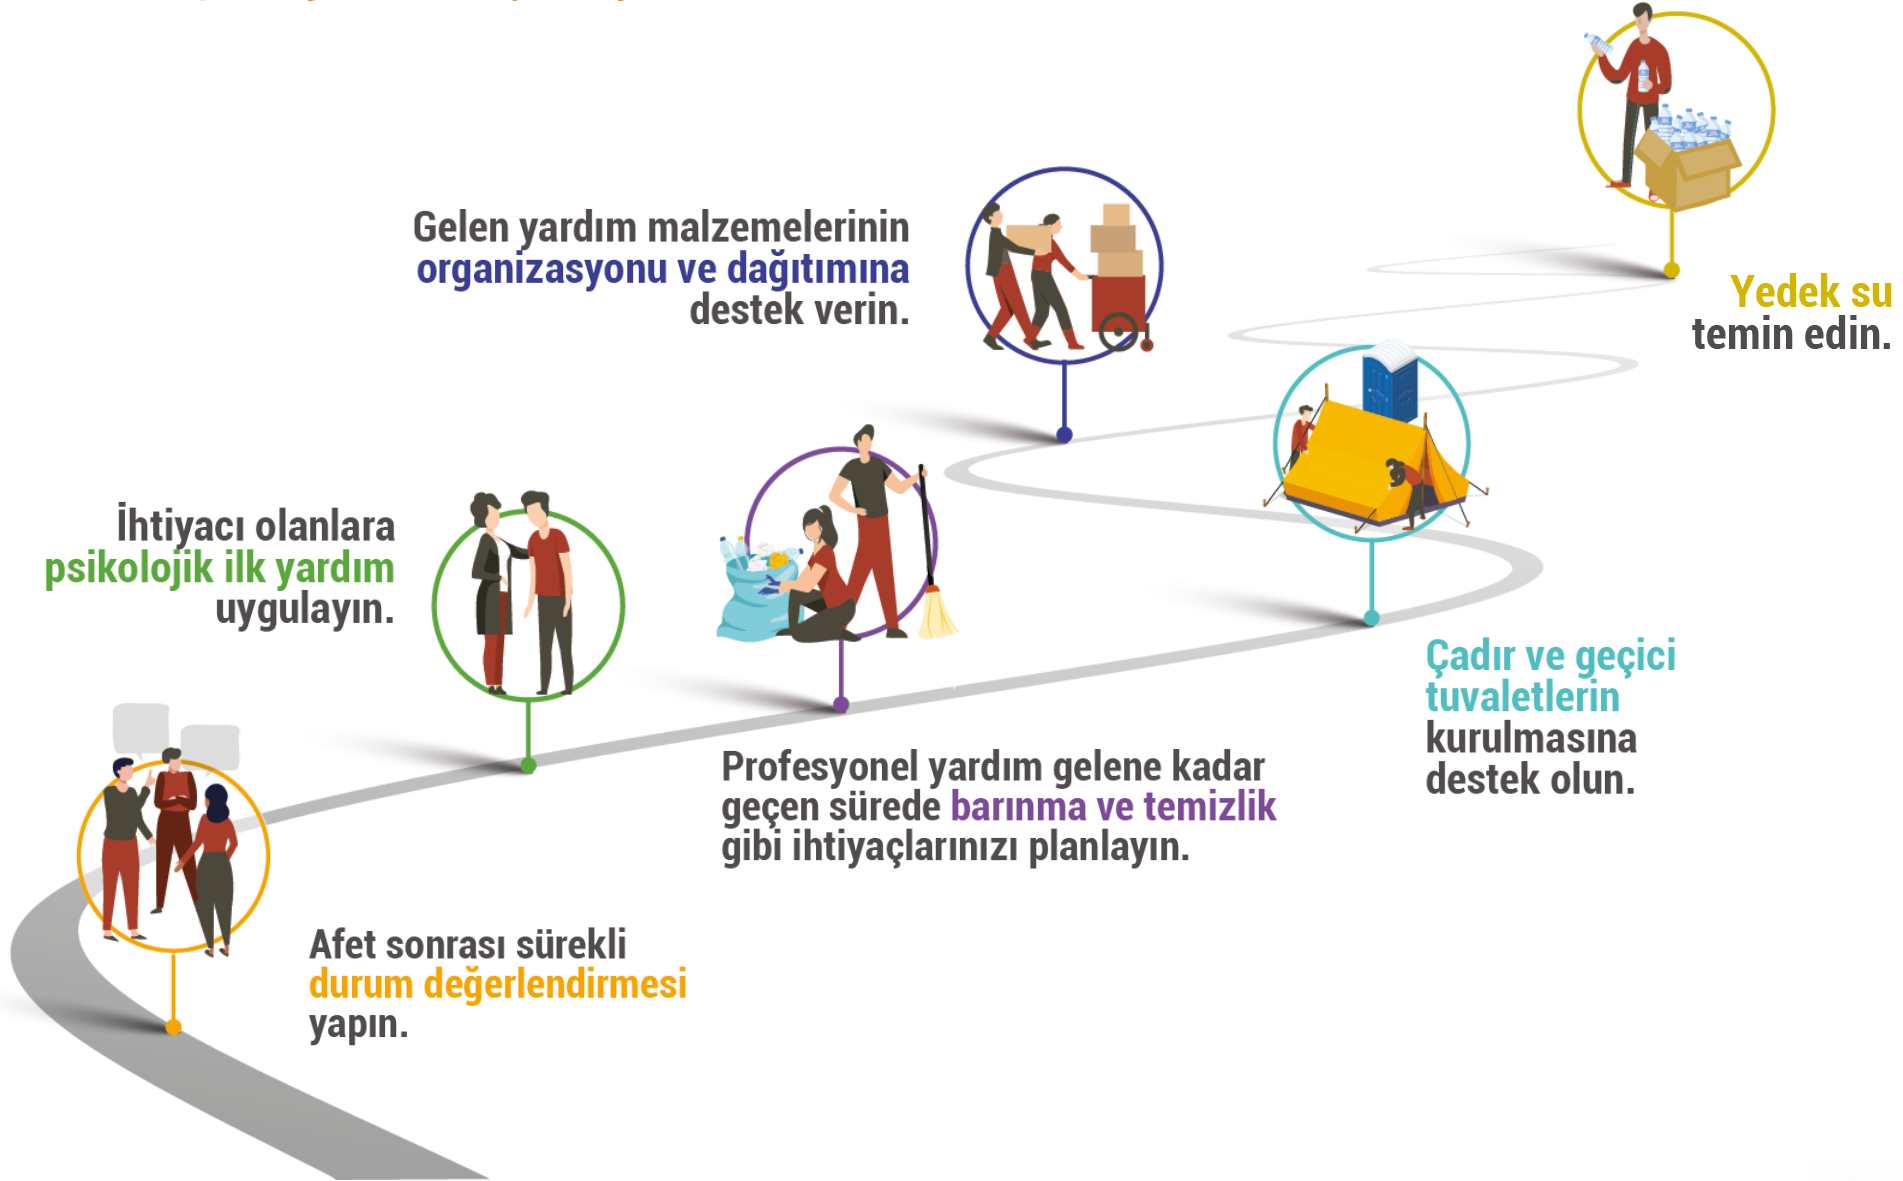 Gelen yardım malzemelerinin
organizasyonu ve dağıtımına
destek verin.
Yedek su
temin edin.
İhtiyacı olanlara
psikolojik ilk yardım
uygulayın.
Çadır ve geçici
tuvaletlerin
kurulmasına
destek olun.
Profesyonel yardım gelene kadar
geçen sürede barınma ve temizlik
gibi ihtiyaçlarınızı planlayın.
Afet sonrası sürekli
durum değerlendirmesi
yapın.